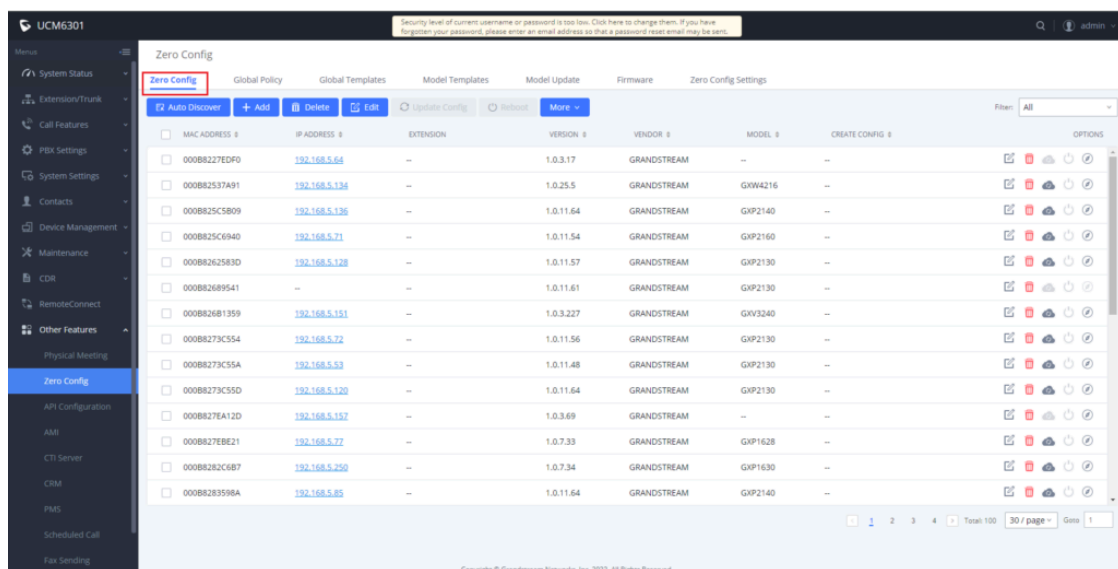 UCM6301
Security level of current username or password is too low. Click here to change them. If you have
forgotten your password, please enter an email address so that a password reset email may be sent.
admin
Menus
System Status
Extension/Trunk
Call Features
PBX Settings
System Settings
Contacts
Device Management
Maintenance
CDR
RemoteConnect
Other Features
Physical Meeting
Zero Config
API Configuration
AMI
CTI Server
CRM
PMS
Scheduled Call
Fax Sending
Zero Config
Zero Config Global Policy Global Templates Model Templates Model Update Firmware Zero Config Settings
Auto Discover + Add Delete Edit Update Config Reboot More Filter: All
MAC ADDRESS IP ADDRESS EXTENSION VERSION VENDOR MODEL CREATE CONFIG OPTIONS
000B8227EDF0 192.168.5.64 -- 1.0.3.17 GRANDSTREAM -- --
000B82537A91 192.168.5.134 -- 1.0.25.5 GRANDSTREAM GXW4216 --
000B825C5B09 192.168.5.136 -- 1.0.11.64 GRANDSTREAM GXP2140 --
000B825C6940 192.168.5.71 -- 1.0.11.54 GRANDSTREAM GXP2160 --
000B8262583D 192.168.5.128 -- 1.0.11.57 GRANDSTREAM GXP2130 --
000B82689541 -- -- 1.0.11.61 GRANDSTREAM GXP2130 --
000B826B1359 192.168.5.151 -- 1.0.3.227 GRANDSTREAM GXV3240 --
000B8273C554 192.168.5.72 -- 1.0.11.56 GRANDSTREAM GXP2130 --
000B8273C55A 192.168.5.53 -- 1.0.11.48 GRANDSTREAM GXP2130 --
000B8273C55D 192.168.5.120 -- 1.0.11.64 GRANDSTREAM GXP2130 --
000B827EA12D 192.168.5.157 -- 1.0.3.69 GRANDSTREAM -- --
000B827EBE21 192.168.5.77 -- 1.0.7.33 GRANDSTREAM GXP1628 --
000B8282C6B7 192.168.5.250 -- 1.0.7.34 GRANDSTREAM GXP1630 --
000B8283598A 192.168.5.85 -- 1.0.11.64 GRANDSTREAM GXP2140 --
1 2 3 4 Total: 100 30 / page Goto 1
Copyright © Grandstream Networks, Inc. 2022. All Rights Reserved.